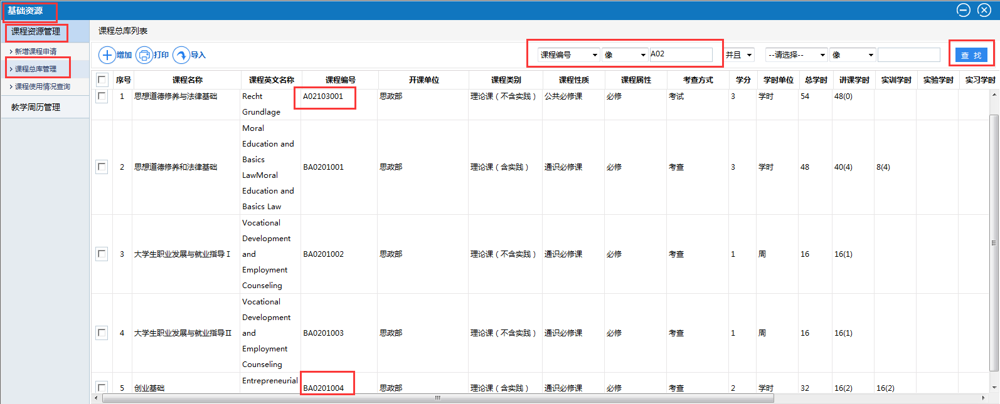 基础资源
课程资源管理
新增课程申请
课程总库管理
课程使用情况查询
教学周历管理
课程总库列表
增加 打印 导入 课程编号 像 A02 并且 --请选择-- 像 查 找
序号 课程名称 课程英文名称 课程编号 开课单位 课程类别 课程性质 课程属性 考查方式 学分 学时单位 总学时 讲课学时 实训学时 实验学时 实习学时
1 思想道德修养与法律基础 Recht Grundlage A02103001 思政部 理论课（不含实践） 公共必修课 必修 考试 3 学时 54 48(0)
2 思想道德修养和法律基础 Moral Education and Basics LawMoral Education and Basics Law BA0201001 思政部 理论课（含实践） 通识必修课 必修 考查 3 学时 48 40(4) 8(4)
3 大学生职业发展与就业指导Ⅰ Vocational Development and Employment Counseling BA0201002 思政部 理论课（不含实践） 通识必修课 必修 考查 1 周 16 16(1)
4 大学生职业发展与就业指导Ⅱ Vocational Development and Employment Counseling BA0201003 思政部 理论课（不含实践） 通识必修课 必修 考查 1 周 16 16(1)
5 创业基础 Entrepreneurial BA0201004 思政部 理论课（含实践） 通识必修课 必修 考查 2 学时 32 16(2) 16(2)